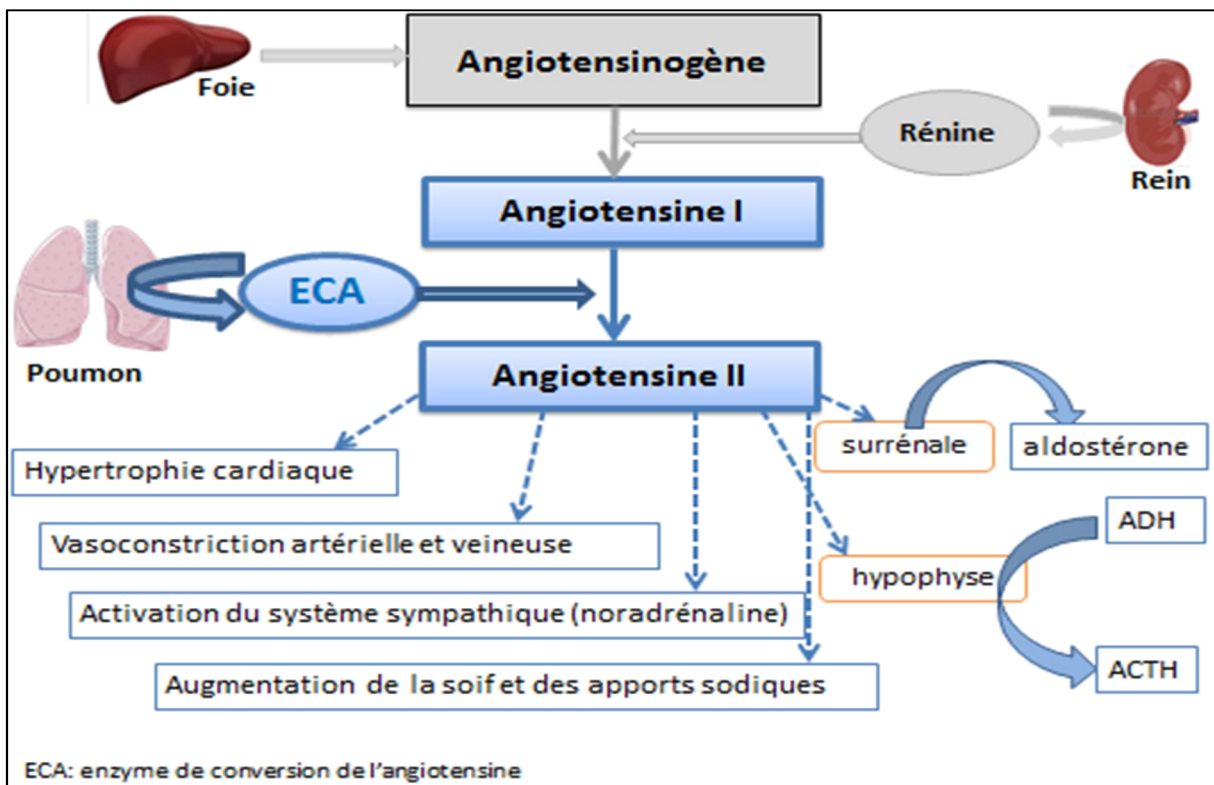 Foie
Angiotensinogène
Rénine
Rein
Angiotensine I
ECA
Poumon
Angiotensine II
surrénale
aldostérone
Hypertrophie cardiaque
ADH
Vasoconstriction artérielle et veineuse
hypophyse
Activation du système sympathique (noradrénaline)
Augmentation de la soif et des apports sodiques
ACTH
ECA: enzyme de conversion de l'angiotensine